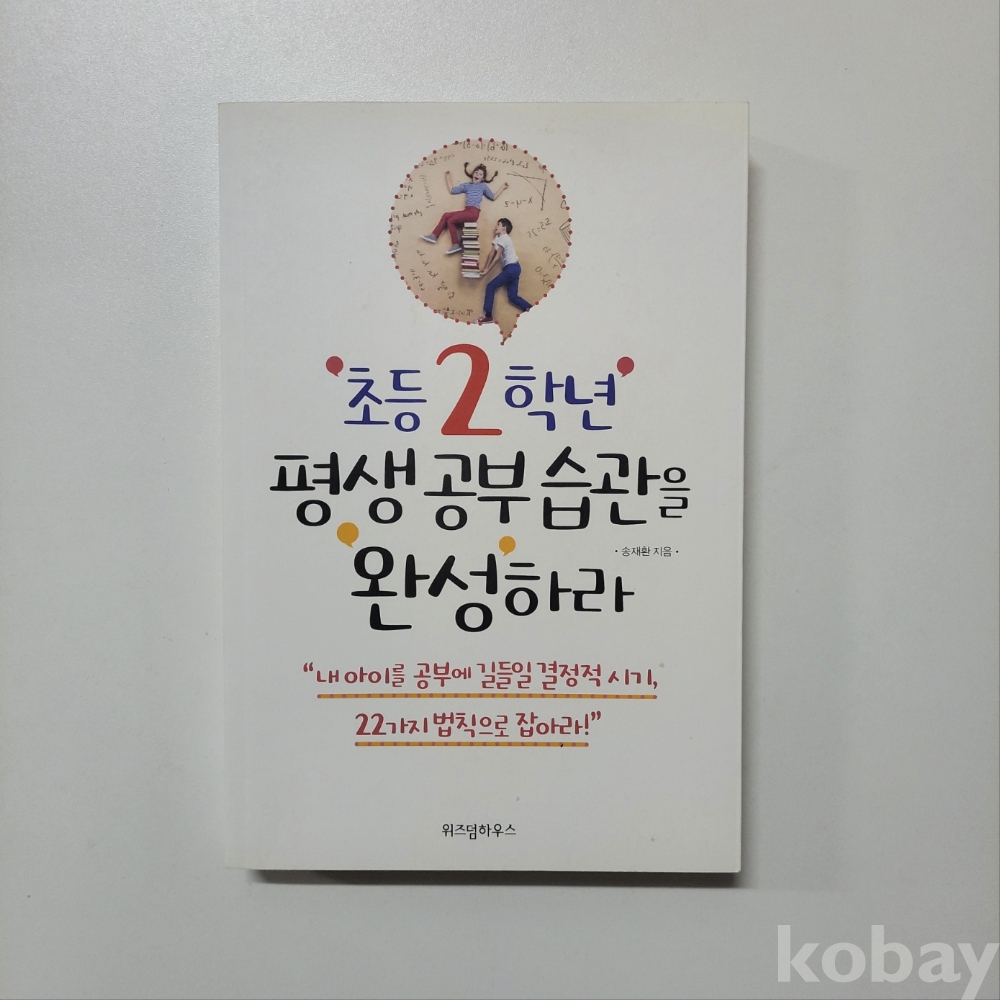 초등 2 학년
평생 공부 습관을
• 송재환 지음 •
완성하라
“내 아이를 공부에 길들일 결정적 시기,
22가지 법칙으로 잡아라!”
위즈덤하우스
kobay